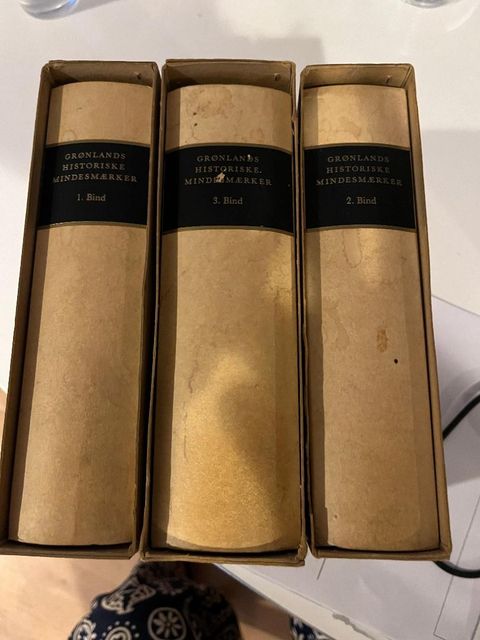 GRØNLANDS
HISTORISKE
MINDESMÆRKER
1. Bind
GRØNLANDS
HISTORISKE
MINDESMÆRKER
3. Bind
GRØNLANDS
HISTORISKE
MINDESMÆRKER
2. Bind